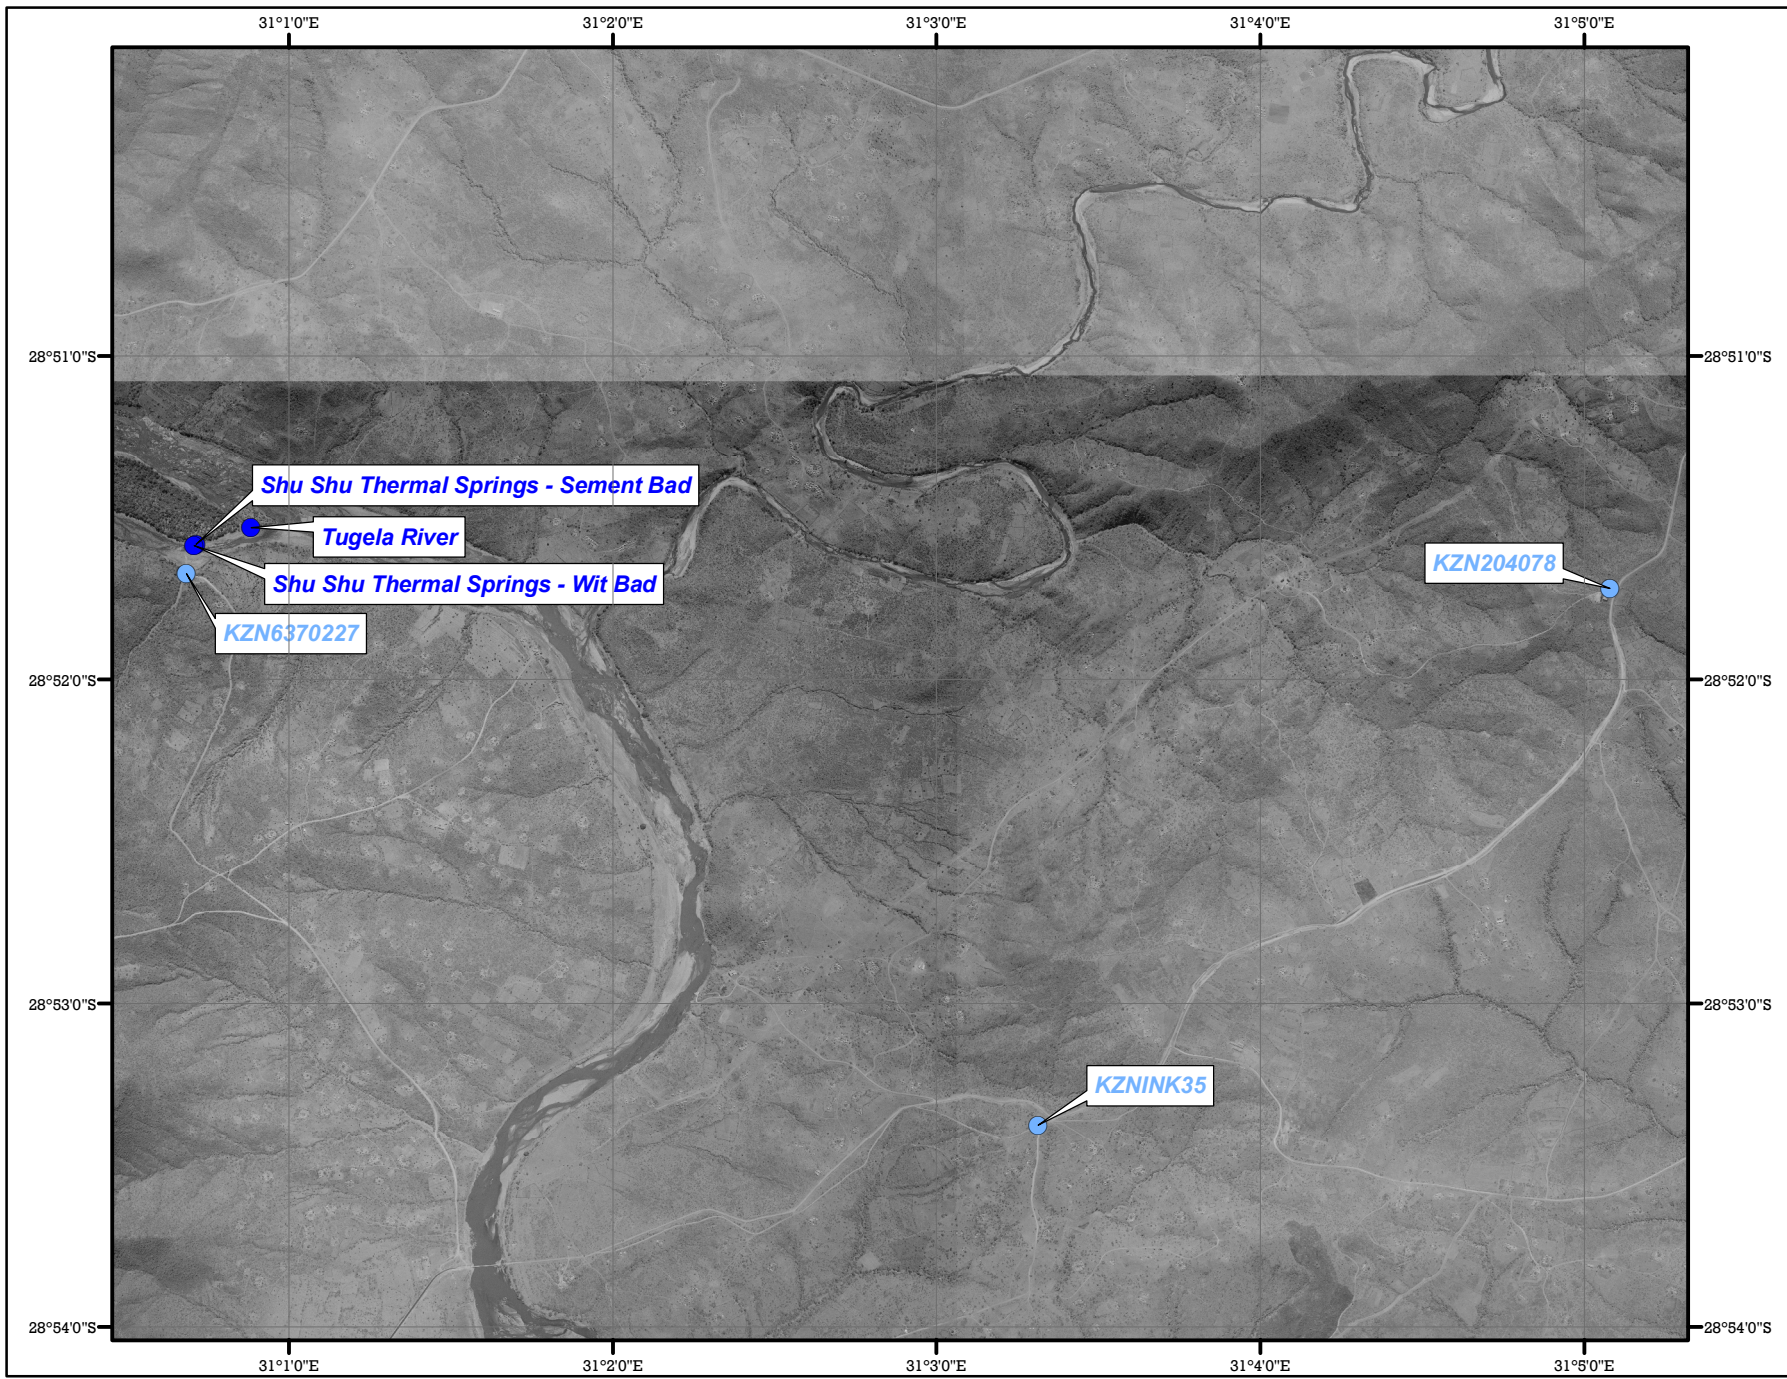 31°1'0"E 31°2'0"E 31°3'0"E 31°4'0"E 31°5'0"E
28°51'0"S 28°51'0"S
Shu Shu Thermal Springs - Sement Bad
Tugela River
KZN204078
Shu Shu Thermal Springs - Wit Bad
KZN6370227
28°52'0"S 28°52'0"S
28°53'0"S 28°53'0"S
KZNINK35
28°54'0"S 28°54'0"S
31°1'0"E 31°2'0"E 31°3'0"E 31°4'0"E 31°5'0"E